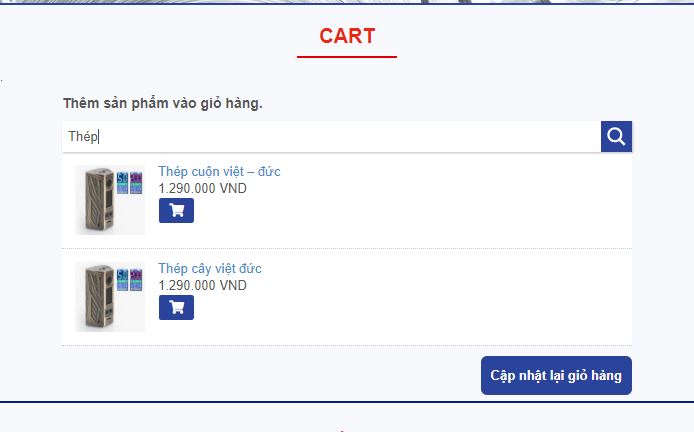 CART
.
Thêm sản phẩm vào giỏ hàng.
Thép
Thép cuộn việt – đức
1.290.000 VND
Thép cây việt đức
1.290.000 VND
Cập nhật lại giỏ hàng